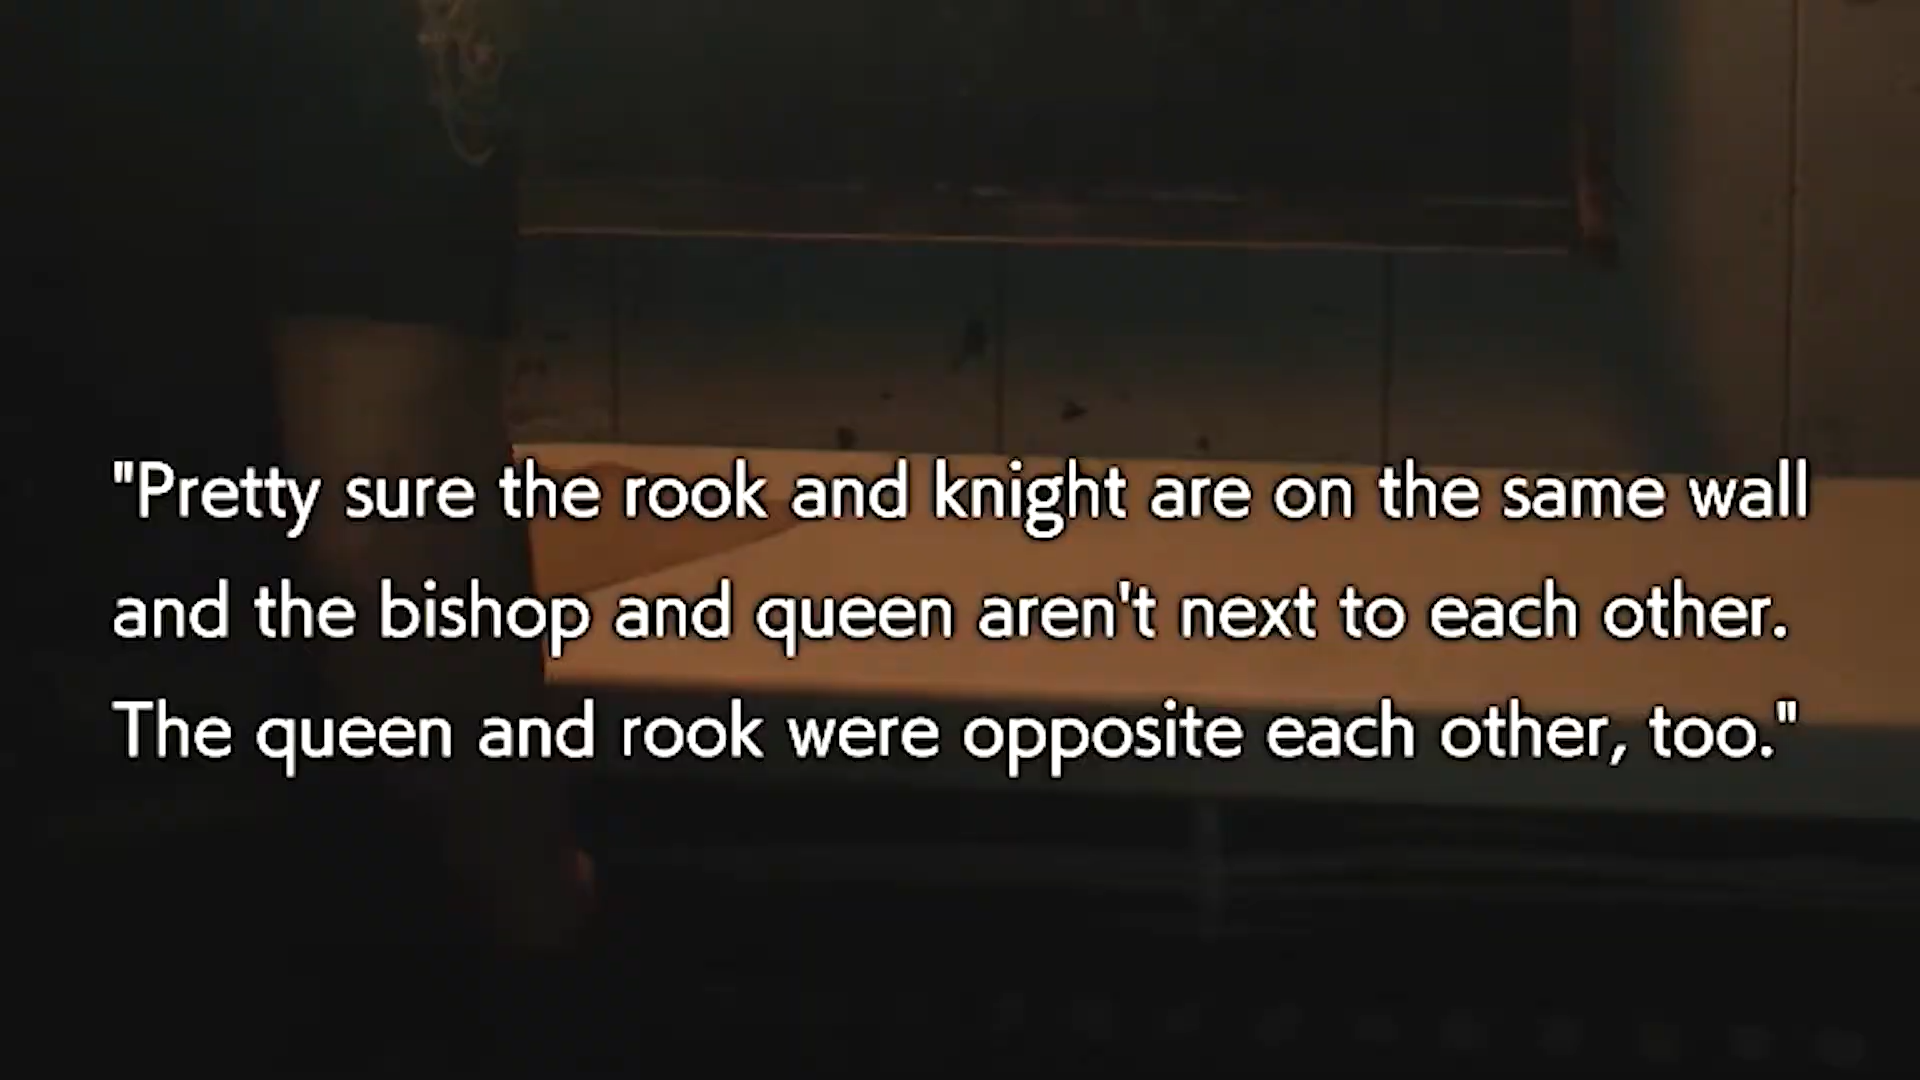 "Pretty sure the rook and knight are on the same wall
and the bishop and queen aren't next to each other.
The queen and rook were opposite each other, too."